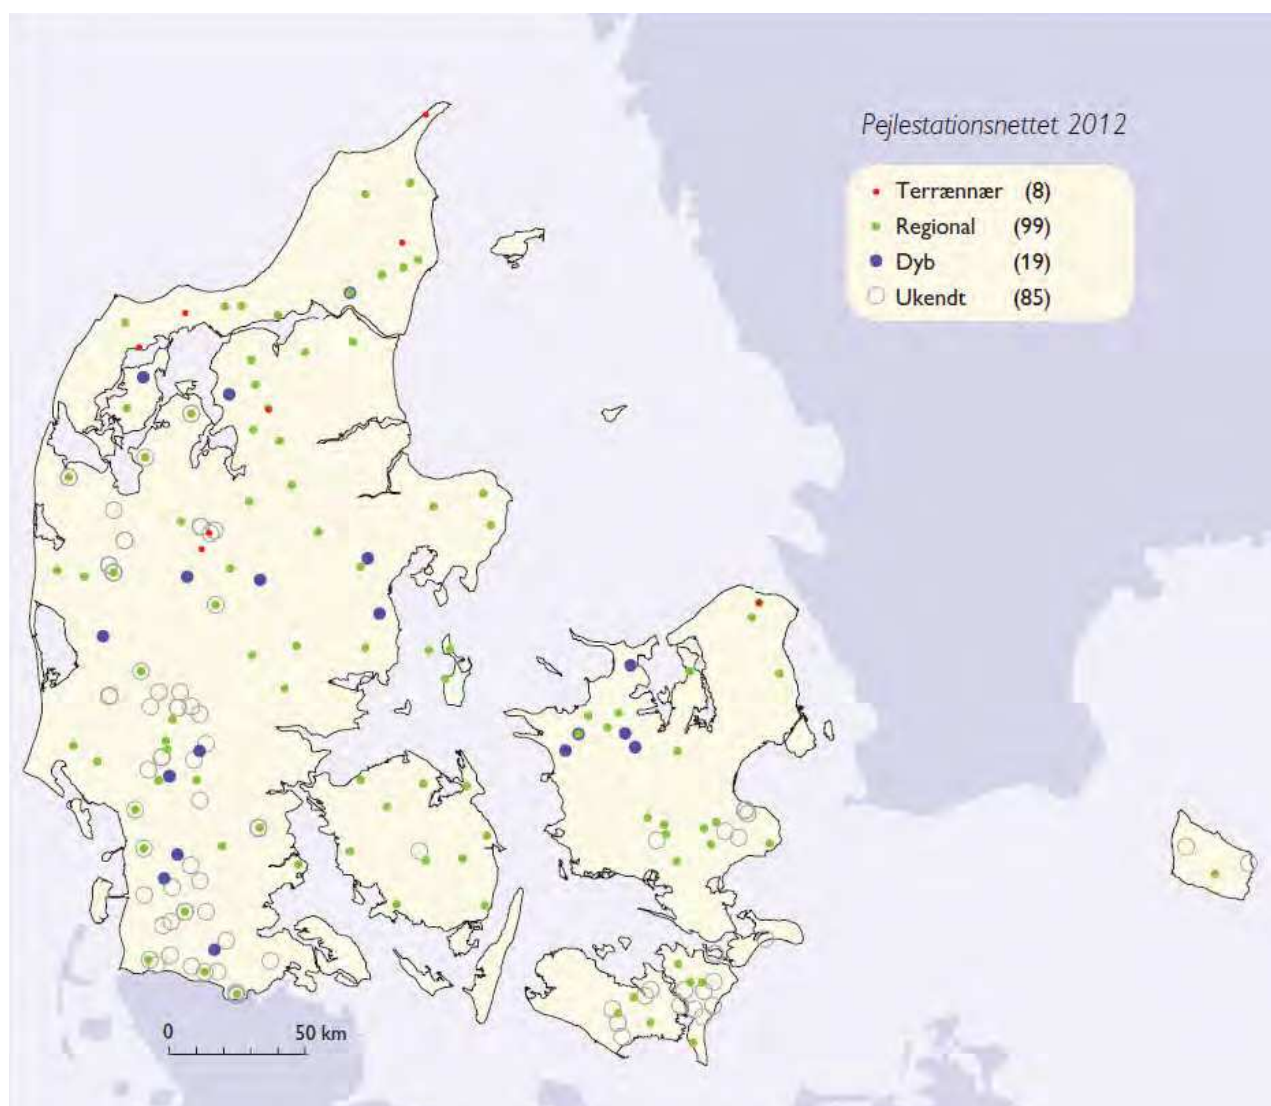 Pejlestationsnettet 2012
Terrænnær (8)
Regional (99)
Dyb (19)
Ukendt (85)
0 50 km